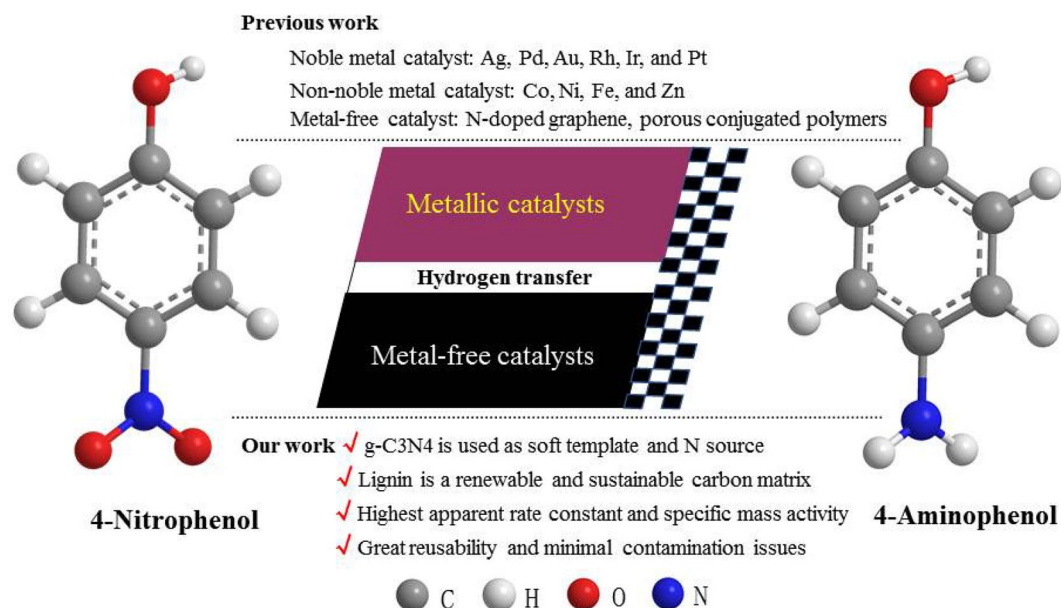 Previous work
Noble metal catalyst: Ag, Pd, Au, Rh, Ir, and Pt
Non-noble metal catalyst: Co, Ni, Fe, and Zn
Metal-free catalyst: N-doped graphene, porous conjugated polymers
Metallic catalysts
Hydrogen transfer
Metal-free catalysts
Our work √ g-C3N4 is used as soft template and N source
√ Lignin is a renewable and sustainable carbon matrix
√ Highest apparent rate constant and specific mass activity
√ Great reusability and minimal contamination issues
4-Nitrophenol
4-Aminophenol
C H O N